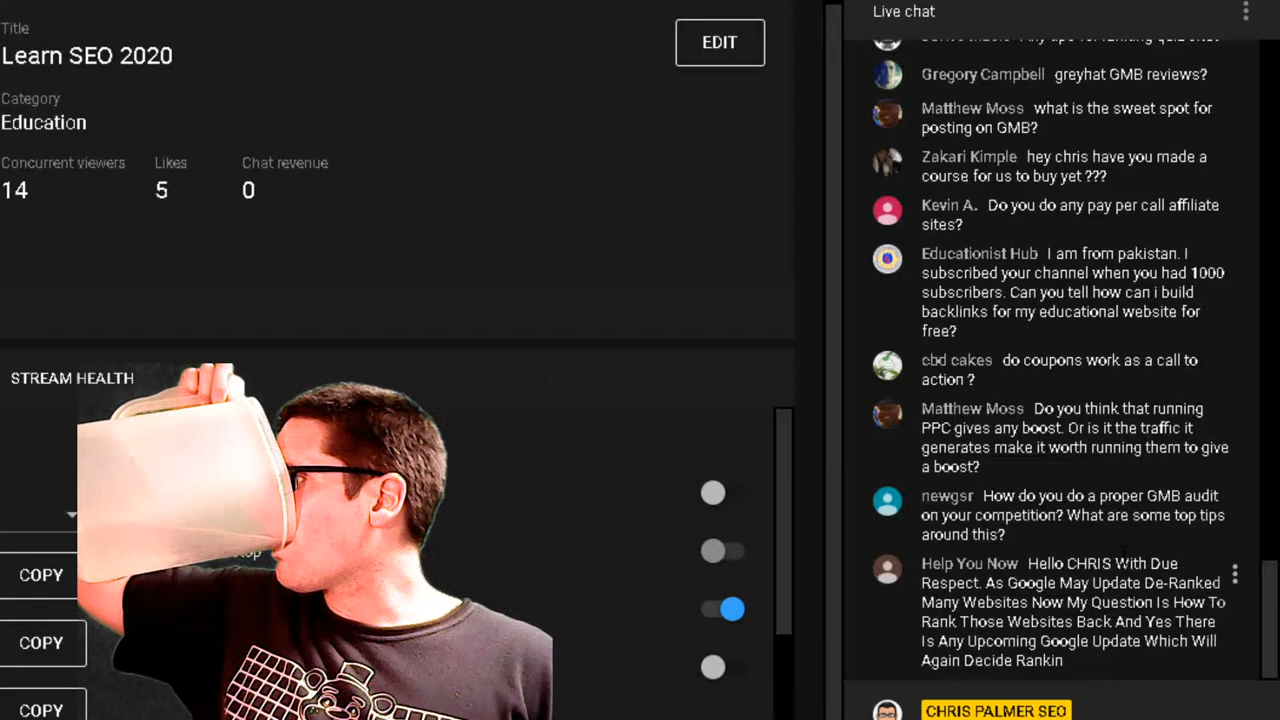 Title
Learn SEO 2020
EDIT
Category
Education
Concurrent viewers
Likes
Chat revenue
14
5
0
STREAM HEALTH
COPY
COPY
COPY
Live chat
Gregory Campbell greyhat GMB reviews?
Matthew Moss what is the sweet spot for
posting on GMB?
Zakari Kimple hey chris have you made a
course for us to buy yet ???
Kevin A. Do you do any pay per call affiliate
sites?
Educationist Hub I am from pakistan. I
subscribed your channel when you had 1000
subscribers. Can you tell how can i build
backlinks for my educational website for
free?
cbd cakes do coupons work as a call to
action ?
Matthew Moss Do you think that running
PPC gives any boost. Or is it the traffic it
generates make it worth running them to give
a boost?
newgsr How do you do a proper GMB audit
on your competition? What are some top tips
around this?
Help You Now Hello CHRIS With Due
Respect. As Google May Update De-Ranked
Many Websites Now My Question Is How To
Rank Those Websites Back And Yes There
Is Any Upcoming Google Update Which Will
Again Decide Rankin
CHRIS PALMER SEO